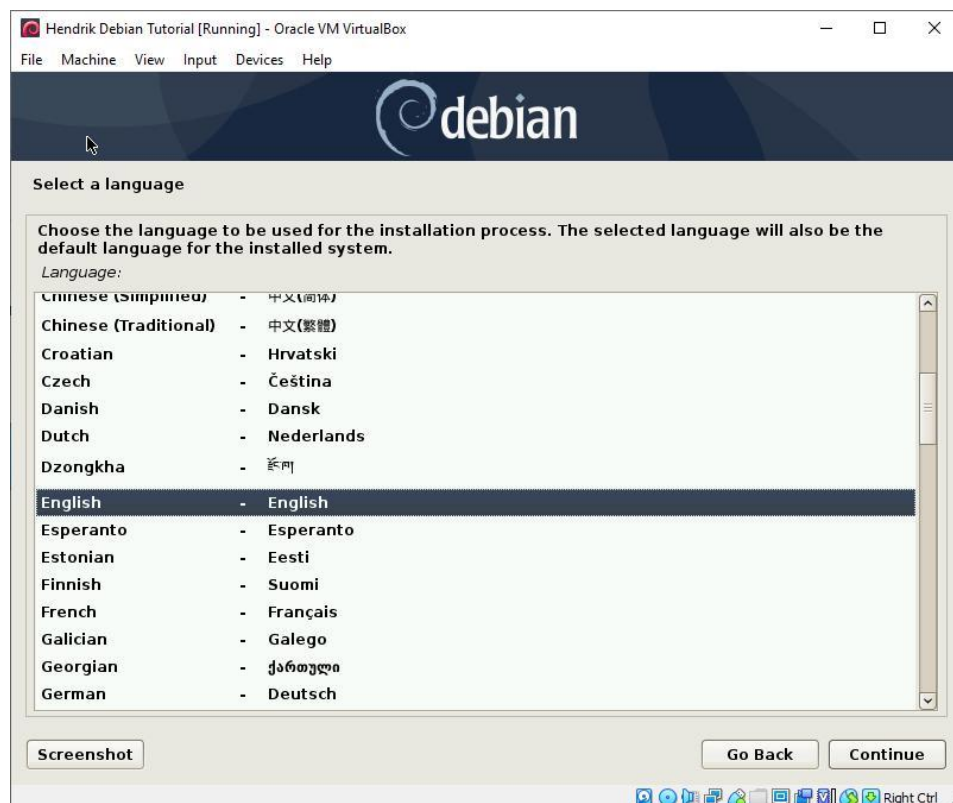 Hendrik Debian Tutorial [Running] - Oracle VM VirtualBox
File Machine View Input Devices Help
debian
Select a language
Choose the language to be used for the installation process. The selected language will also be the
default language for the installed system.
Language:
Chinese (Simplified) - 中文(简体)
Chinese (Traditional) - 中文(繁體)
Croatian - Hrvatski
Czech - Čeština
Danish - Dansk
Dutch - Nederlands
Dzongkha - རྫོང་ཁ།
English - English
Esperanto - Esperanto
Estonian - Eesti
Finnish - Suomi
French - Français
Galician - Galego
Georgian - ქართული
German - Deutsch
Screenshot Go Back Continue
Right Ctrl